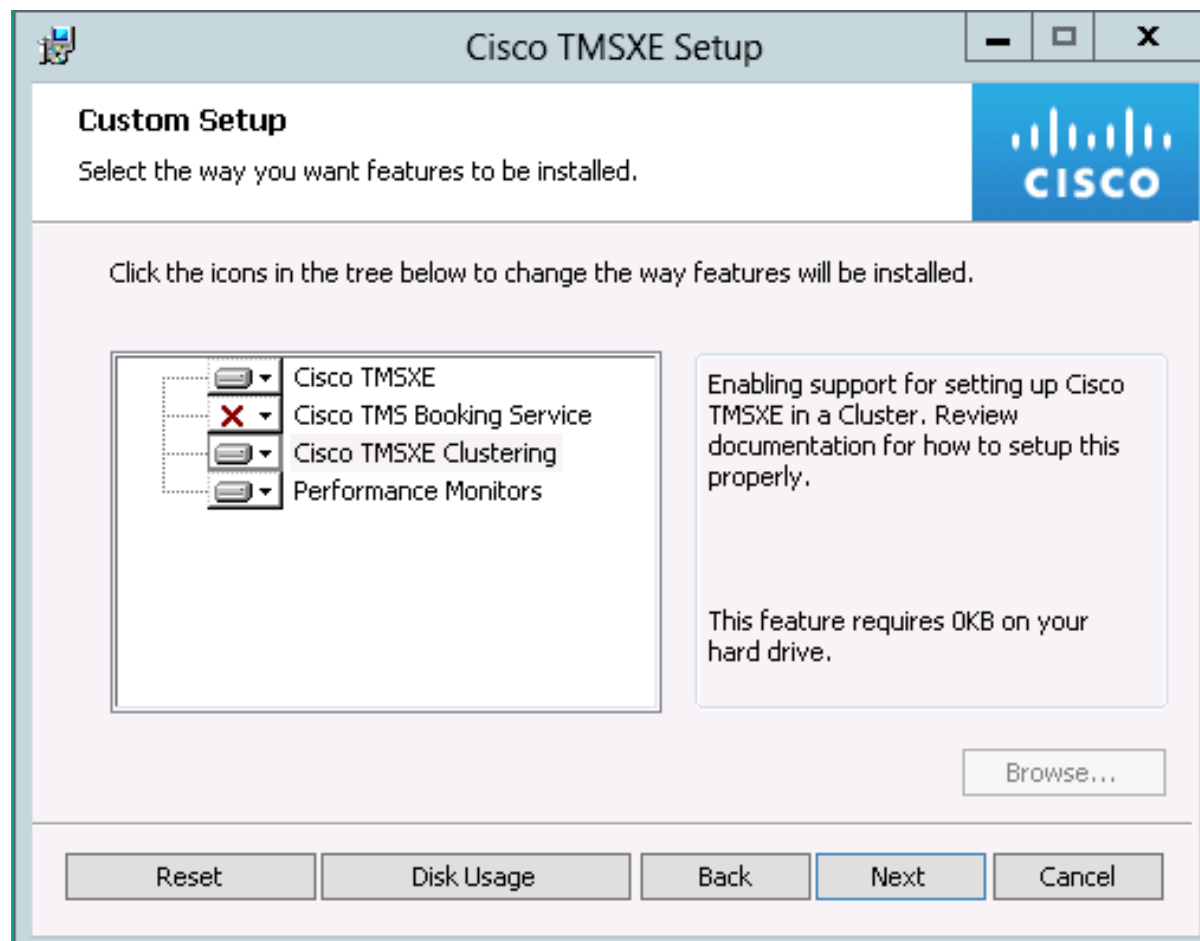 Cisco TMSXE Setup
Custom Setup
Select the way you want features to be installed.
CISCO
Click the icons in the tree below to change the way features will be installed.
Cisco TMSXE
Cisco TMS Booking Service
Cisco TMSXE Clustering
Performance Monitors
Enabling support for setting up Cisco
TMSXE in a Cluster. Review
documentation for how to setup this
properly.
This feature requires 0KB on your
hard drive.
Browse...
Reset
Disk Usage
Back
Next
Cancel